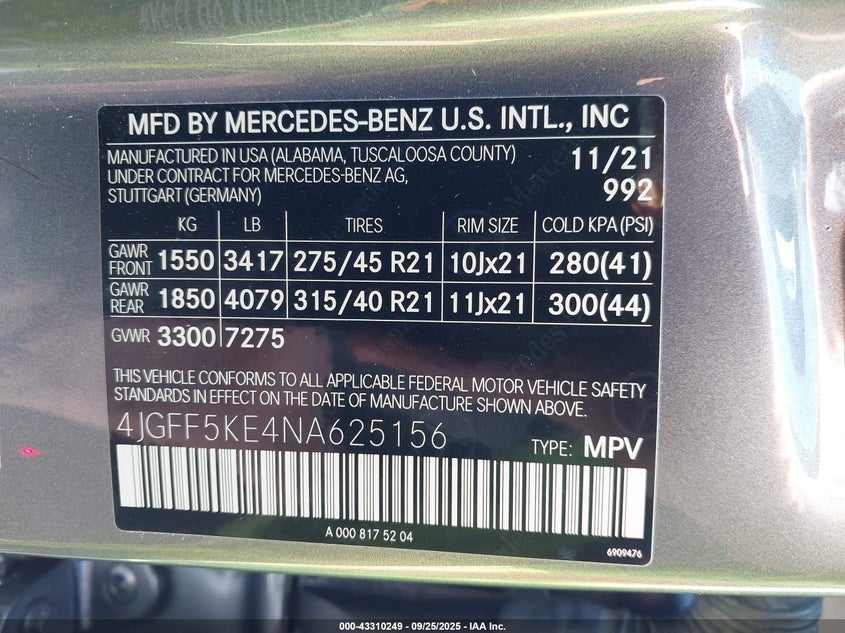 MFD BY MERCEDES-BENZ U.S. INTL., INC
MANUFACTURED IN USA (ALABAMA, TUSCALOOSA COUNTY) 11/21
UNDER CONTRACT FOR MERCEDES-BENZ AG, 992
STUTTGART (GERMANY)
KG LB TIRES RIM SIZE COLD KPA (PSI)
GAWR FRONT 1550 3417 275/45 R21 10Jx21 280(41)
GAWR REAR 1850 4079 315/40 R21 11Jx21 300(44)
GVWR 3300 7275
THIS VEHICLE CONFORMS TO ALL APPLICABLE FEDERAL MOTOR VEHICLE SAFETY
STANDARDS IN EFFECT ON THE DATE OF MANUFACTURE SHOWN ABOVE.
4JGFF5KE4NA625156 TYPE: MPV
A 000 817 52 04
6909476
000-43310249 - 09/25/2025 - IAA Inc.